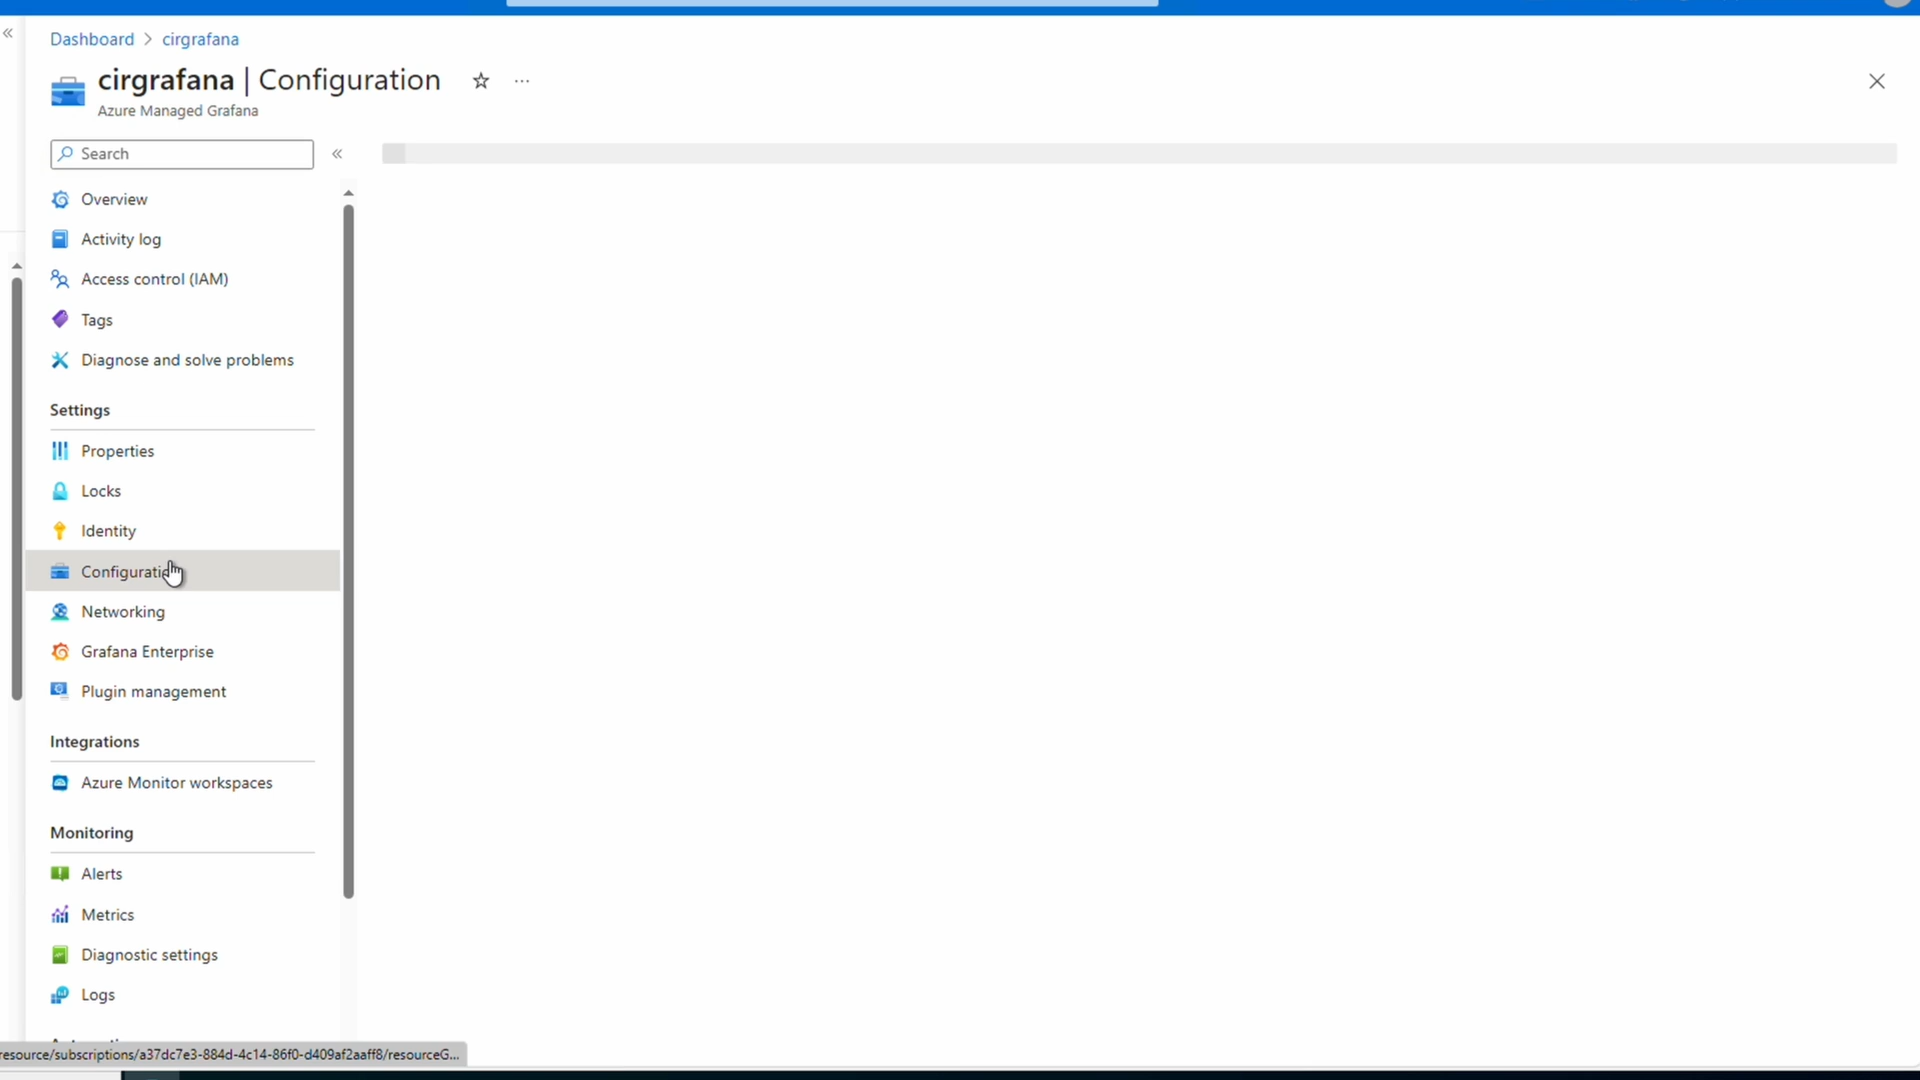 Dashboard > cirgrafana
cirgrafana | Configuration
Azure Managed Grafana
Search
Overview
Activity log
Access control (IAM)
Tags
Diagnose and solve problems
Settings
Properties
Locks
Identity
Configuration
Networking
Grafana Enterprise
Plugin management
Integrations
Azure Monitor workspaces
Monitoring
Alerts
Metrics
Diagnostic settings
Logs
resource/subscriptions/a37dc7e3-884d-4c14-86f0-d409af2aaff8/resourceG...